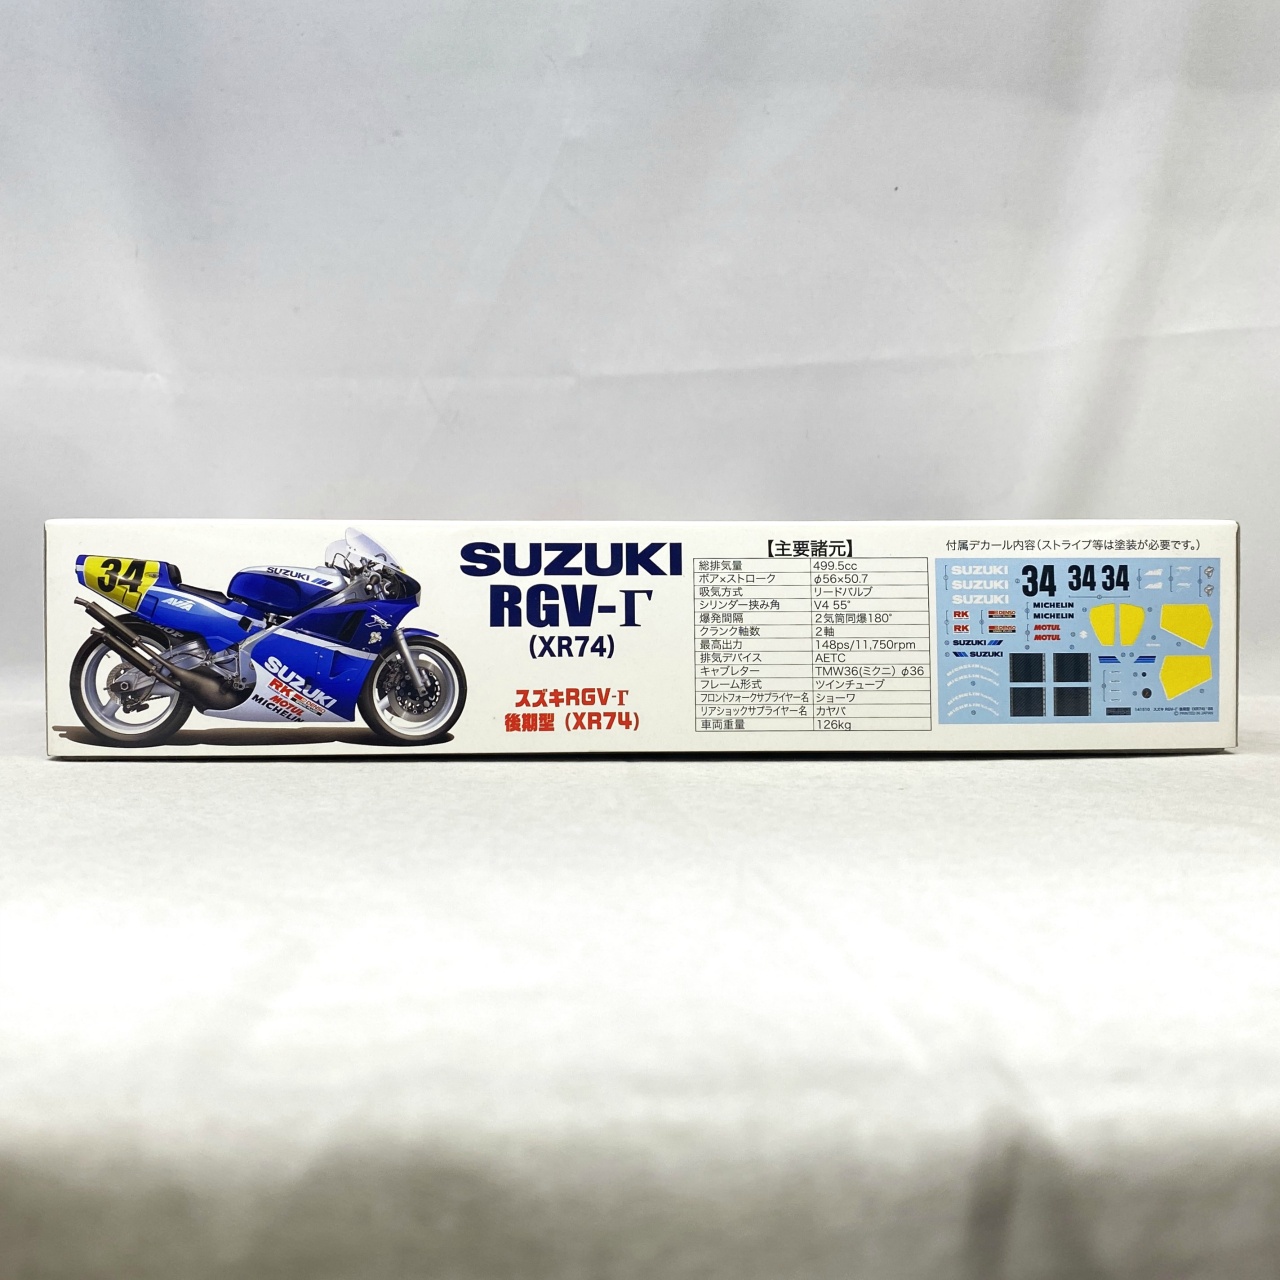 34
AVIA
SUZUKI
SUZUKI
RK
MOTUL
MICHELIN
SUZUKI
RGV-Γ
(XR74)
スズキRGV-Γ
後期型（XR74）
【主要諸元】
総排気量 499.5cc
ボア×ストローク φ56×50.7
吸気方式 リードバルブ
シリンダー挟み角 V4 55°
爆発間隔 2気筒同爆180°
クランク軸数 2軸
最高出力 148ps/11,750rpm
排気デバイス AETC
キャブレター TMW36(ミクニ) φ36
フレーム形式 ツインチューブ
フロントフォークサプライヤー名 ショーワ
リアショックサプライヤー名 カヤバ
車両重量 126kg
付属デカール内容（ストライプ等は塗装が必要です。）
SUZUKI
SUZUKI
SUZUKI
34 34 34
MICHELIN
MICHELIN
RK
RK
MOTUL
MOTUL
SUZUKI
SUZUKI